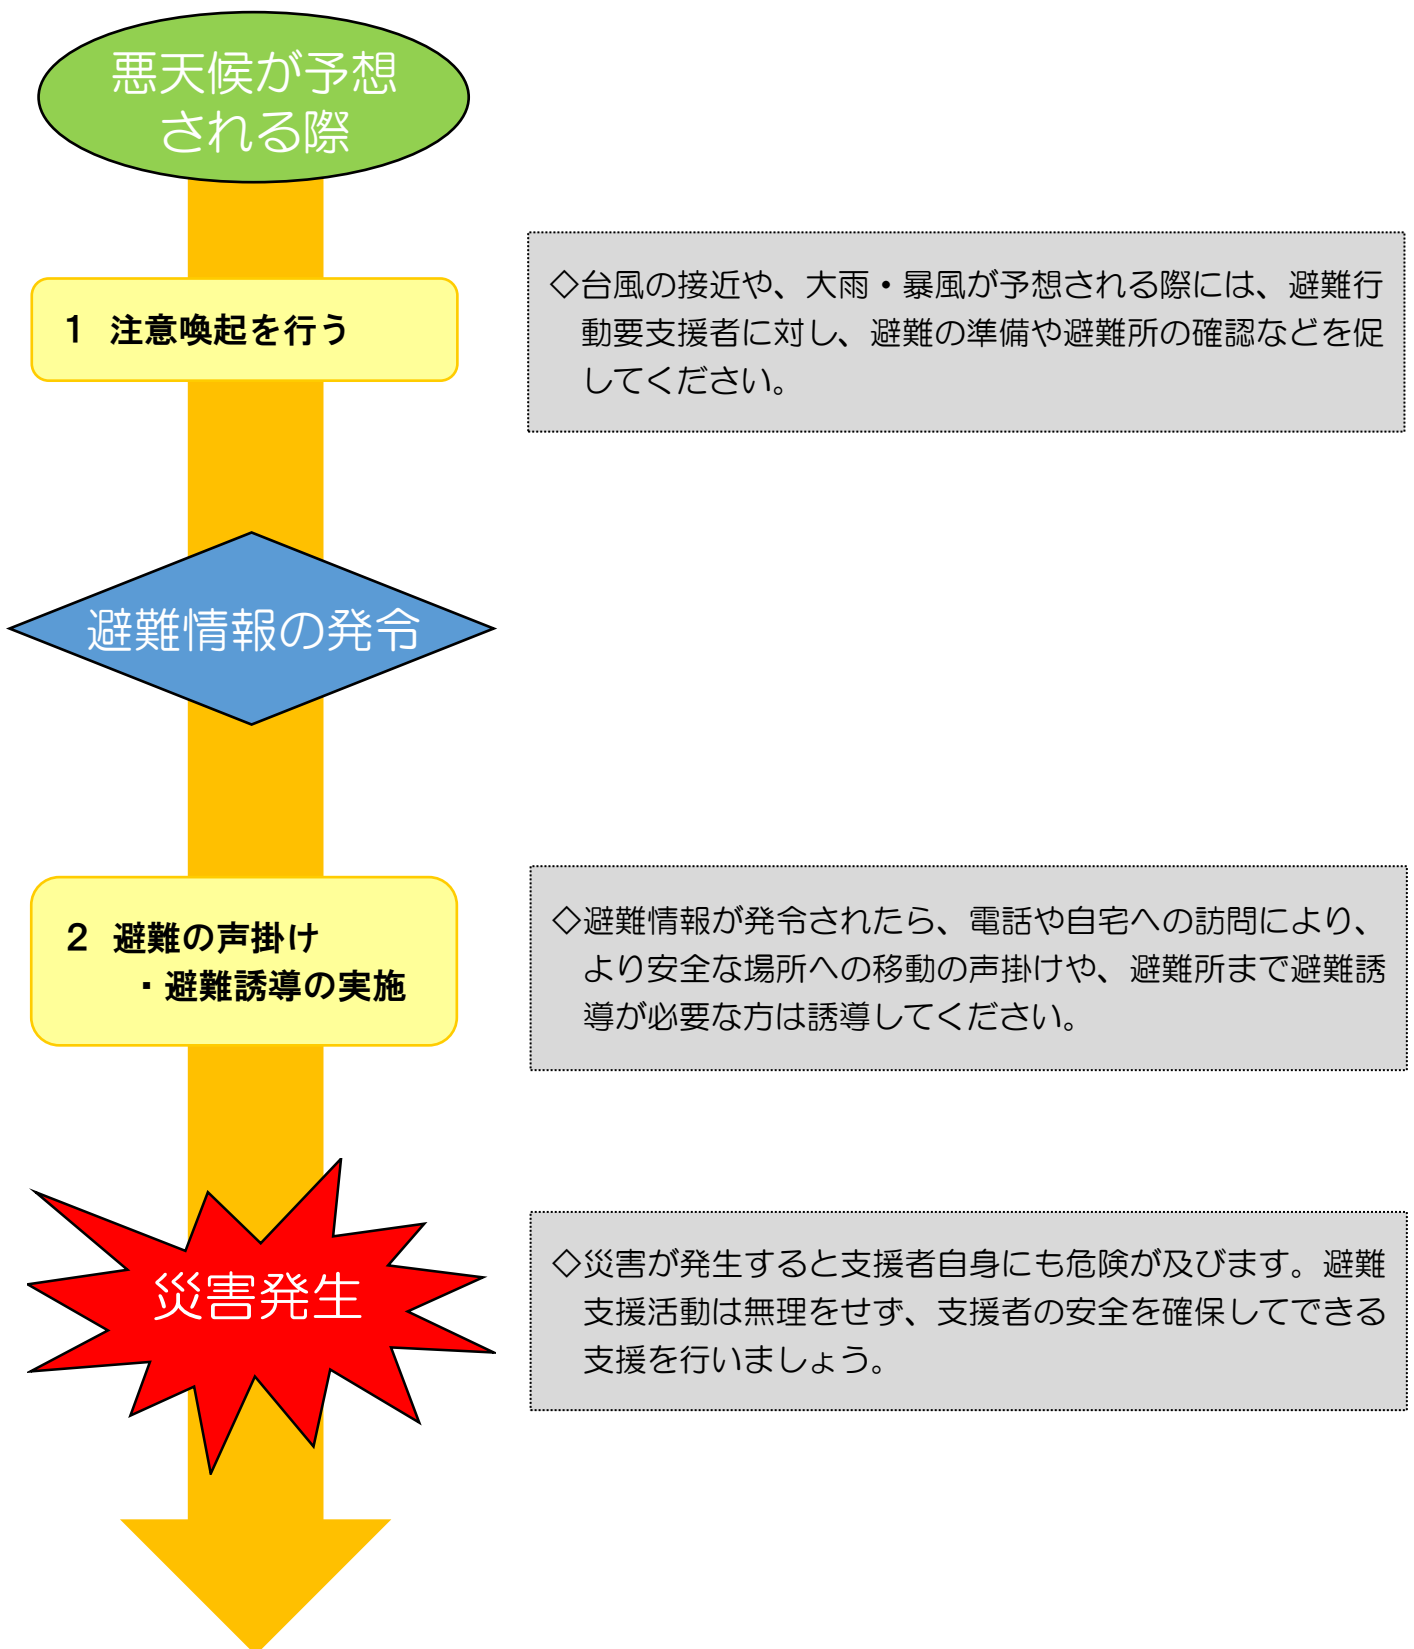 悪天候が予想
される際
1 注意喚起を行う
◇台風の接近や、大雨・暴風が予想される際には、避難行
動要支援者に対し、避難の準備や避難所の確認などを促
してください。
避難情報の発令
2 避難の声掛け
・避難誘導の実施
◇避難情報が発令されたら、電話や自宅への訪問により、
より安全な場所への移動の声掛けや、避難所まで避難誘
導が必要な方は誘導してください。
災害発生
◇災害が発生すると支援者自身にも危険が及びます。避難
支援活動は無理をせず、支援者の安全を確保してできる
支援を行いましょう。